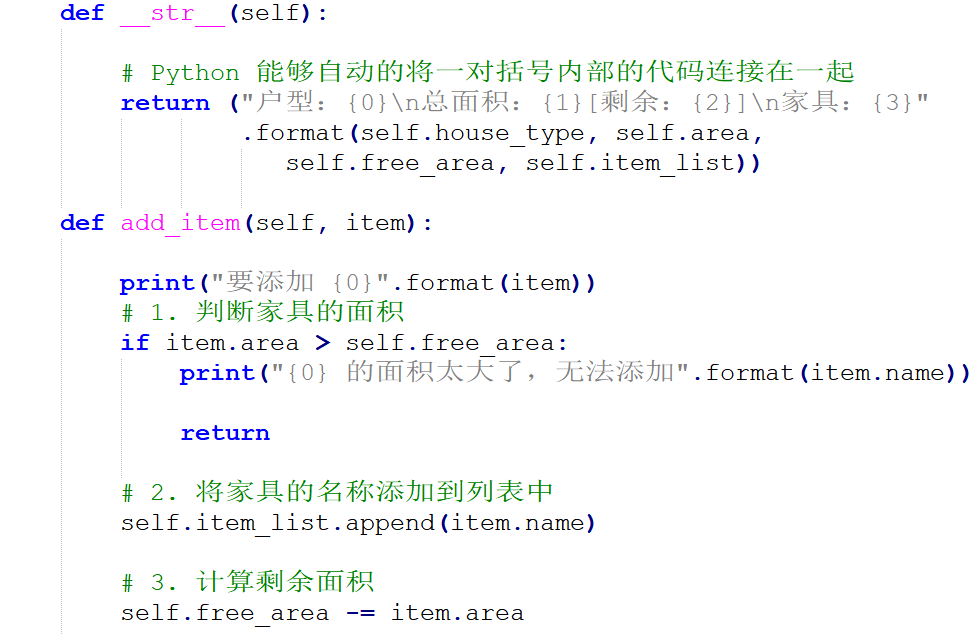 def __str__(self):
# Python 能够自动的将一对括号内部的代码连接在一起
return ("户型：{0}\n总面积：{1}[剩余：{2}]\n家具：{3}"
.format(self.house_type, self.area,
self.free_area, self.item_list))
def add_item(self, item):
print("要添加 {0}".format(item))
# 1. 判断家具的面积
if item.area > self.free_area:
print("{0} 的面积太大了，无法添加".format(item.name))
return
# 2. 将家具的名称添加到列表中
self.item_list.append(item.name)
# 3. 计算剩余面积
self.free_area -= item.area